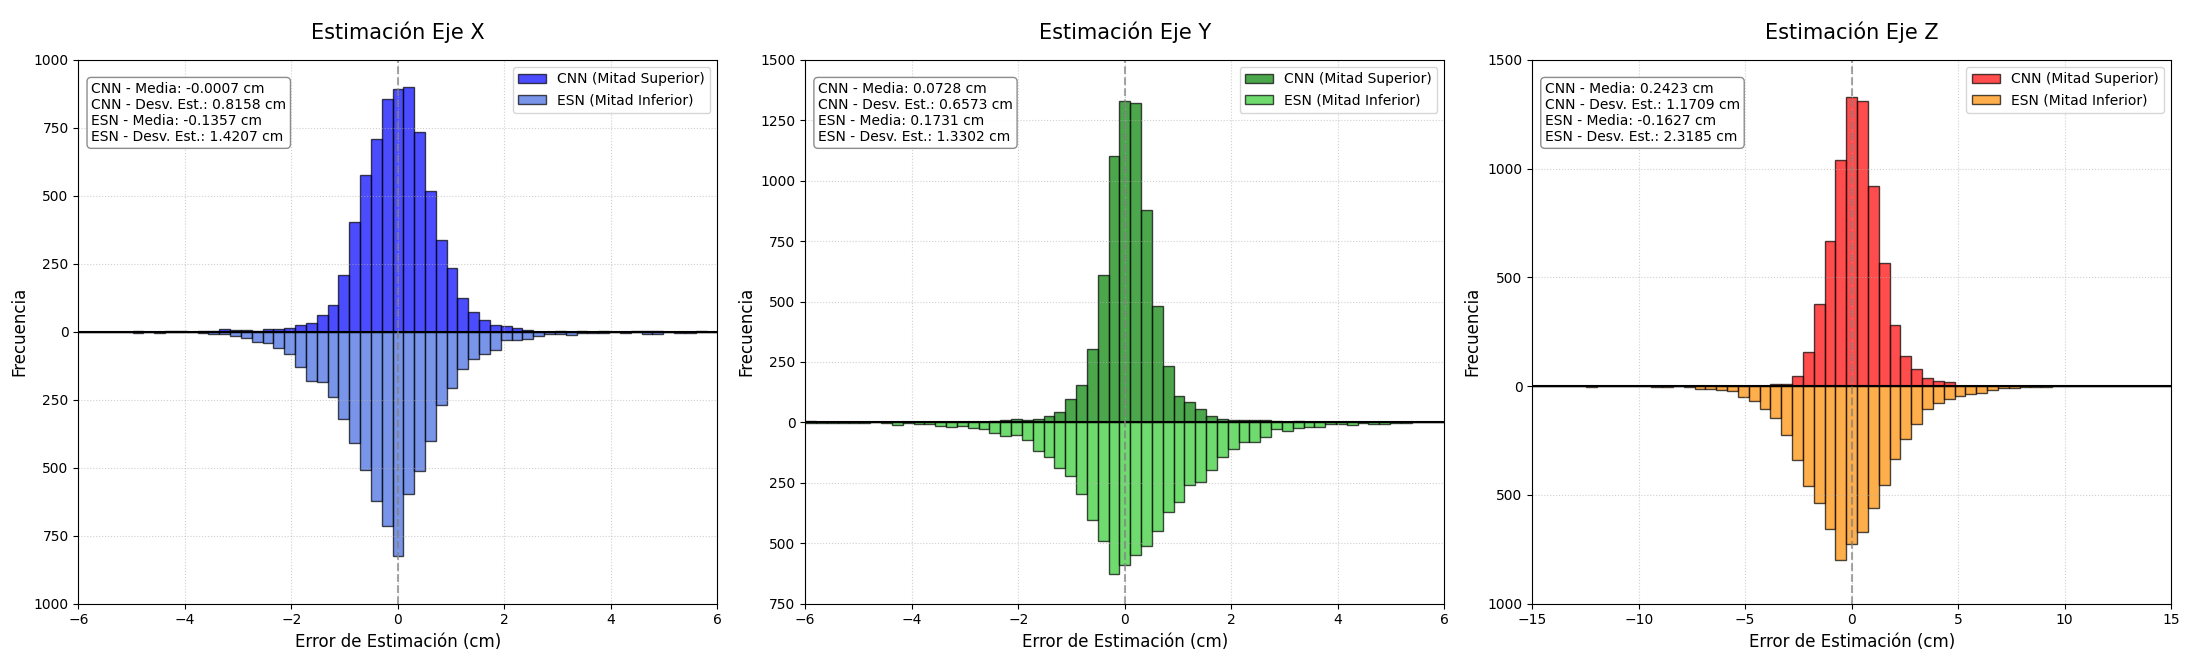 Estimación Eje X
CNN - Media: -0.0007 cm
CNN - Desv. Est.: 0.8158 cm
ESN - Media: -0.1357 cm
ESN - Desv. Est.: 1.4207 cm
CNN (Mitad Superior)
ESN (Mitad Inferior)
Frecuencia
1000
750
500
250
0
250
500
750
1000
−6
−4
−2
0
2
4
6
Error de Estimación (cm)
Estimación Eje Y
CNN - Media: 0.0728 cm
CNN - Desv. Est.: 0.6573 cm
ESN - Media: 0.1731 cm
ESN - Desv. Est.: 1.3302 cm
CNN (Mitad Superior)
ESN (Mitad Inferior)
Frecuencia
1500
1250
1000
750
500
250
0
250
500
750
−6
−4
−2
0
2
4
6
Error de Estimación (cm)
Estimación Eje Z
CNN - Media: 0.2423 cm
CNN - Desv. Est.: 1.1709 cm
ESN - Media: -0.1627 cm
ESN - Desv. Est.: 2.3185 cm
CNN (Mitad Superior)
ESN (Mitad Inferior)
Frecuencia
1500
1000
500
0
500
1000
−15
−10
−5
0
5
10
15
Error de Estimación (cm)